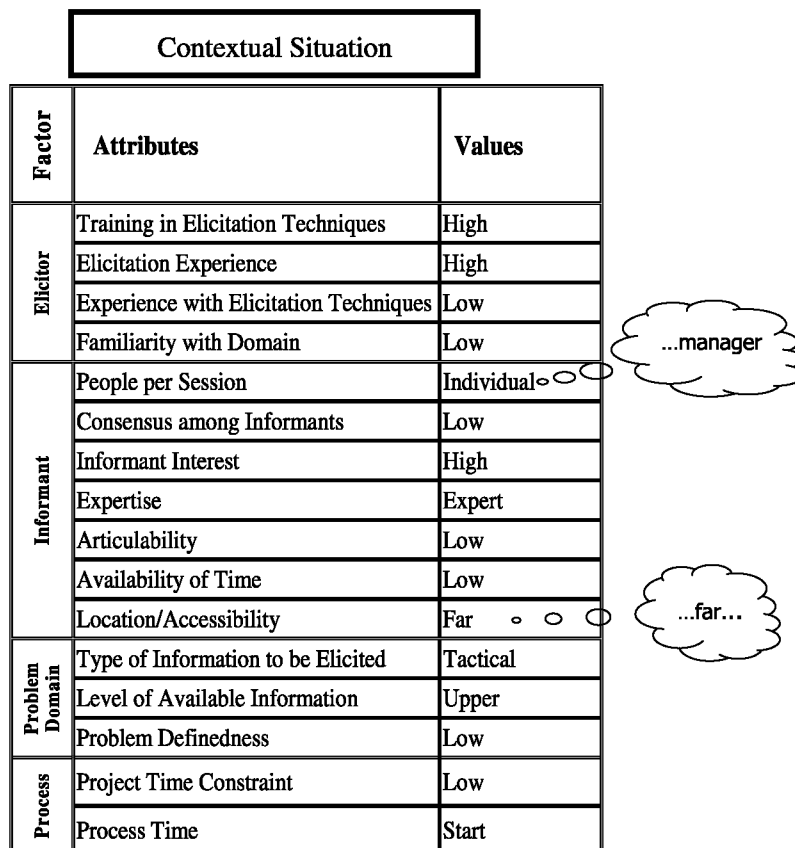 Contextual Situation
Factor Attributes Values
Elicitor
Training in Elicitation Techniques High
Elicitation Experience High
Experience with Elicitation Techniques Low
Familiarity with Domain Low
...manager
Informant
People per Session Individual
Consensus among Informants Low
Informant Interest High
Expertise Expert
Articulability Low
Availability of Time Low
Location/Accessibility Far
...far...
Problem
Domain
Type of Information to be Elicited Tactical
Level of Available Information Upper
Problem Definedness Low
Process
Project Time Constraint Low
Process Time Start